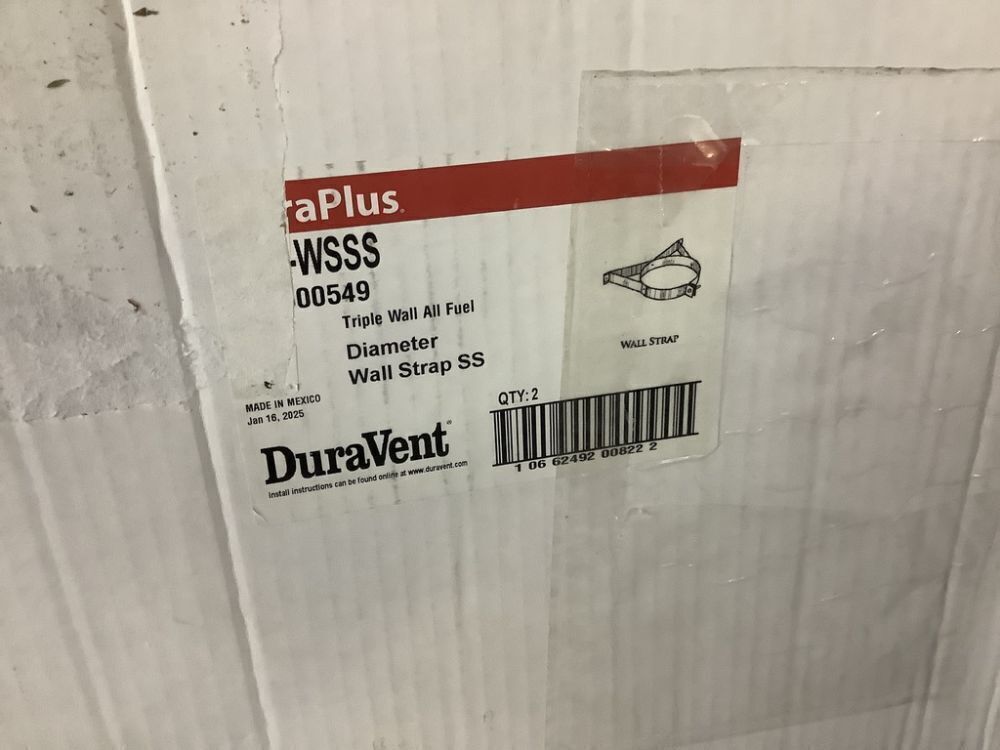 raPlus
-WSSS
00549
Triple Wall All Fuel
Diameter
Wall Strap SS
WALL STRAP
MADE IN MEXICO
Jan 16, 2025
QTY: 2
DuraVent®
Install instructions can be found online at www.duravent.com
1 06 62492 00822 2